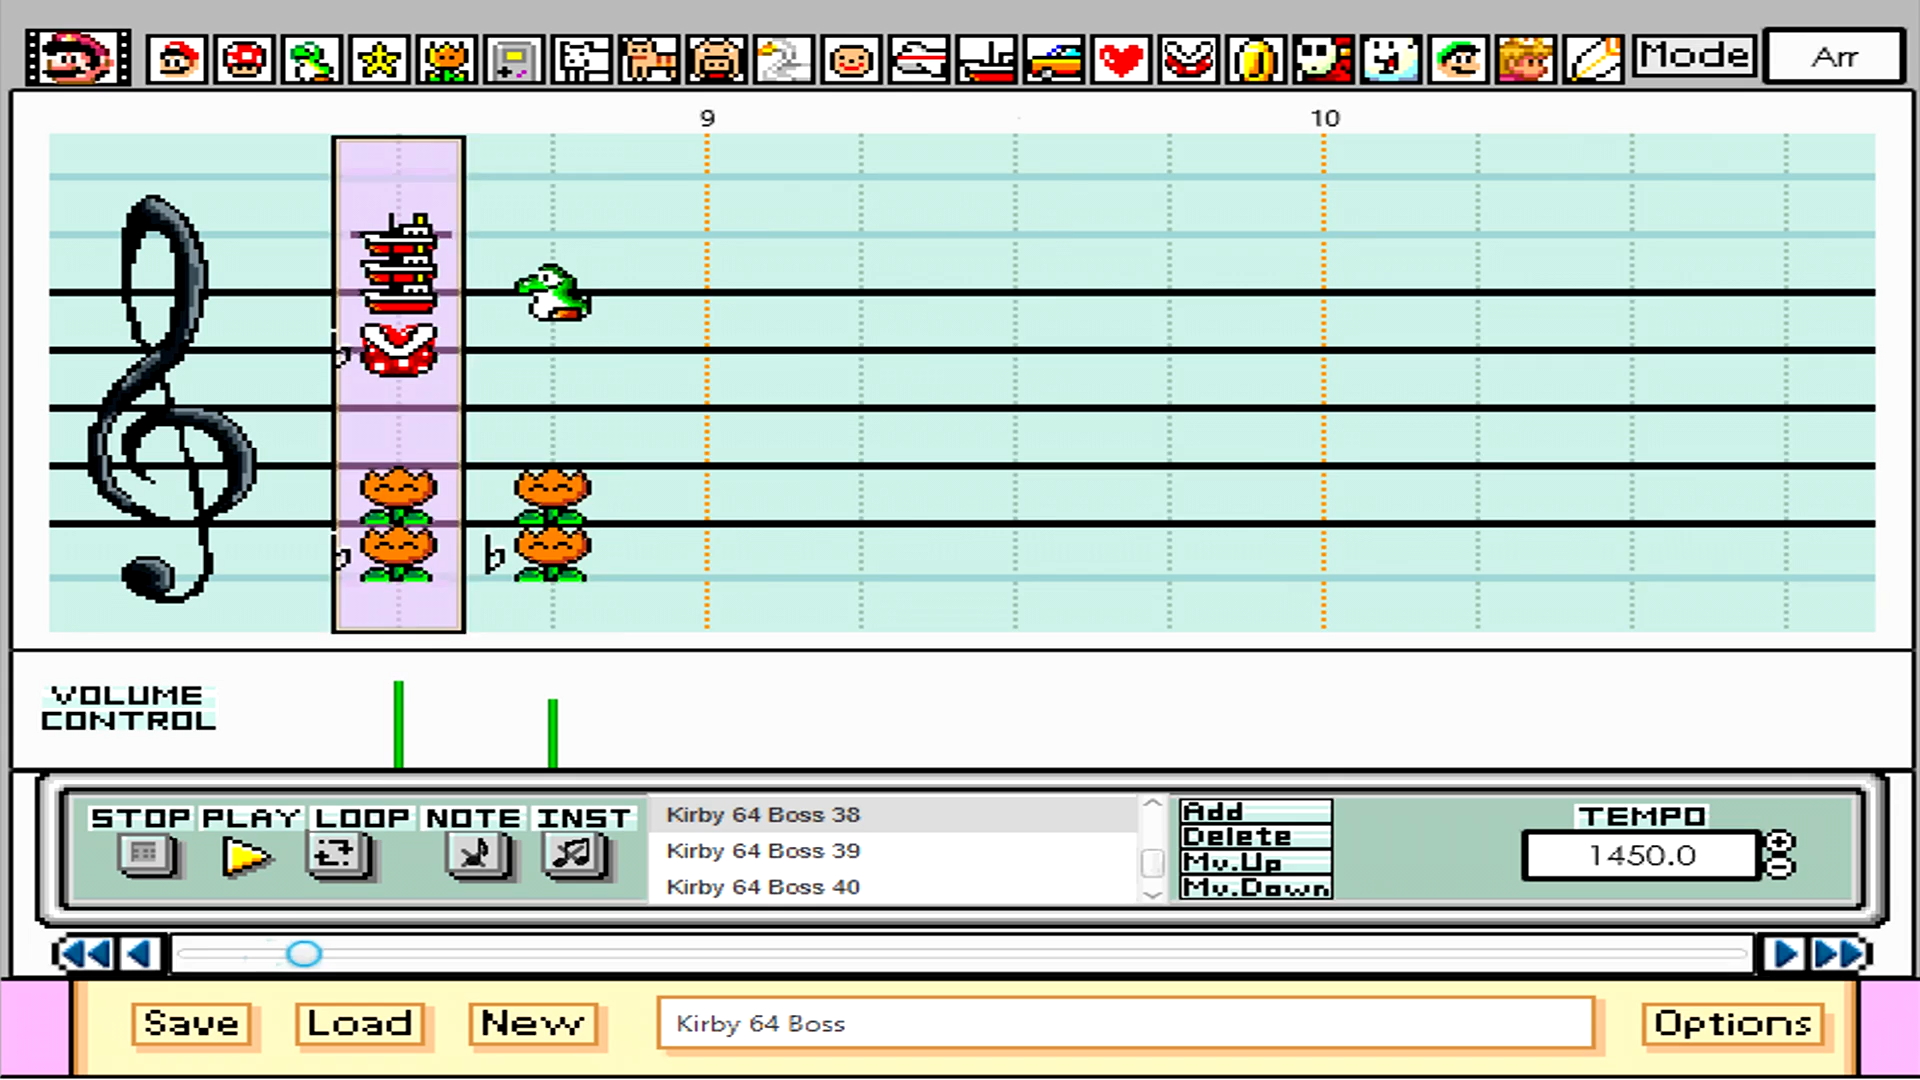 Mode Arr
9 10
VOLUME
CONTROL
STOP PLAY LOOP NOTE INST
Kirby 64 Boss 38
Kirby 64 Boss 39
Kirby 64 Boss 40
Add
Delete
Mv.Up
Mv.Down
TEMPO
1450.0
Save Load New Kirby 64 Boss Options